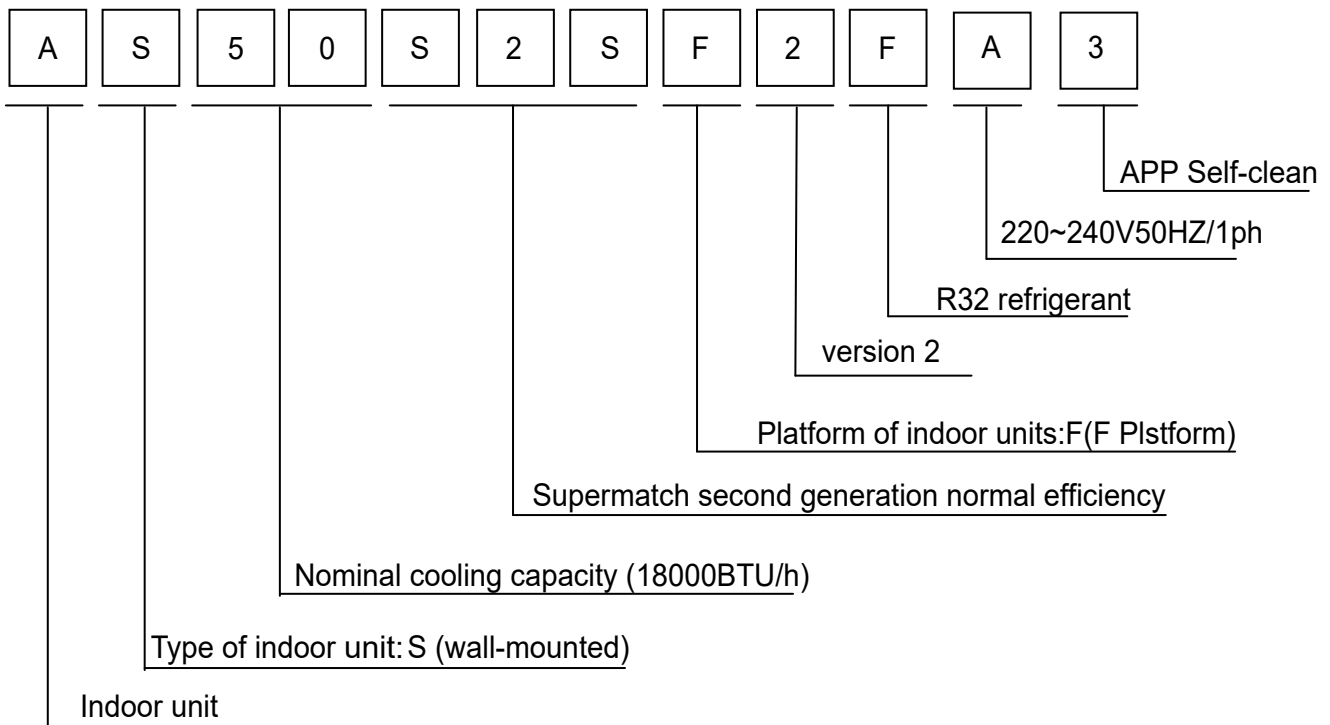 A S 5 0 S 2 S F 2 F A 3
APP Self-clean
220~240V50HZ/1ph
R32 refrigerant
version 2
Platform of indoor units:F(F Plstform)
Supermatch second generation normal efficiency
Nominal cooling capacity (18000BTU/h)
Type of indoor unit: S (wall-mounted)
Indoor unit